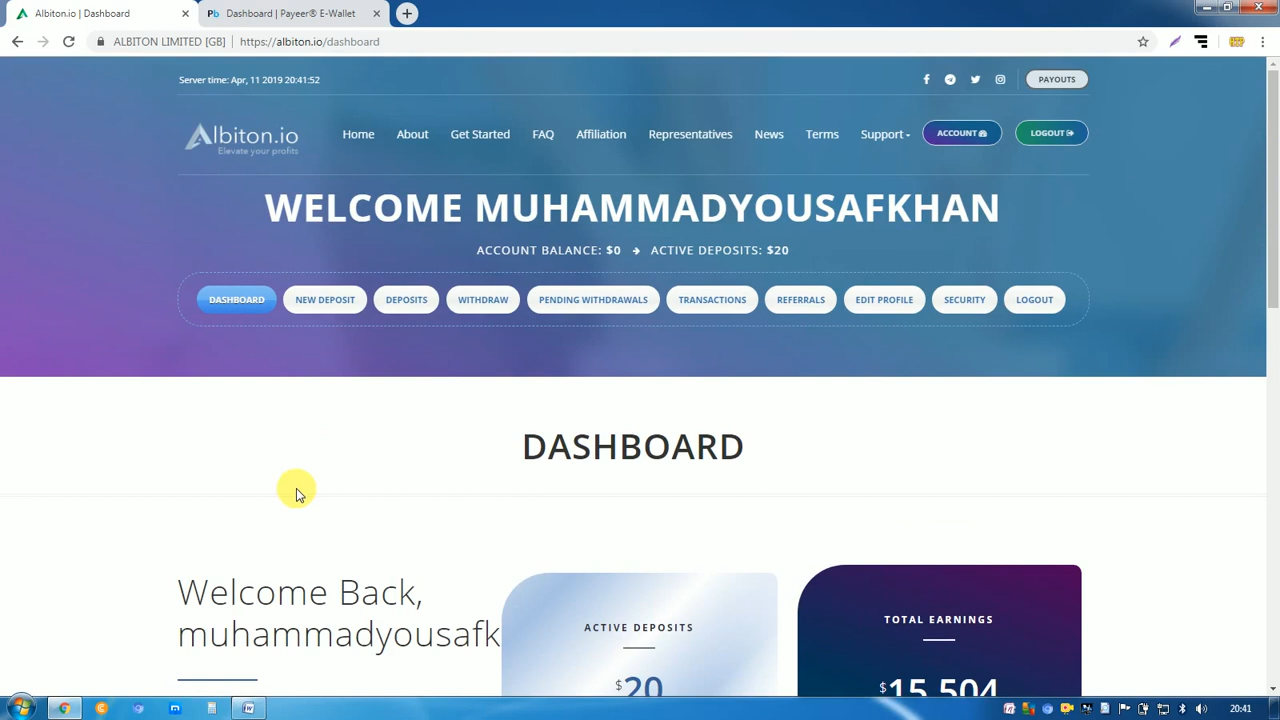 Albiton.io | Dashboard
Dashboard | Payeer® E-Wallet
ALBITON LIMITED [GB]
https://albiton.io/dashboard
Server time: Apr, 11 2019 20:41:52
PAYOUTS
Albiton.io
Elevate your profits
Home
About
Get Started
FAQ
Affiliation
Representatives
News
Terms
Support
ACCOUNT
LOGOUT
WELCOME MUHAMMADYOUSAFKHAN
ACCOUNT BALANCE: $0 ACTIVE DEPOSITS: $20
DASHBOARD
NEW DEPOSIT
DEPOSITS
WITHDRAW
PENDING WITHDRAWALS
TRANSACTIONS
REFERRALS
EDIT PROFILE
SECURITY
LOGOUT
DASHBOARD
Welcome Back,
muhammadyousafk
ACTIVE DEPOSITS
$20
TOTAL EARNINGS
$15.504
20:41